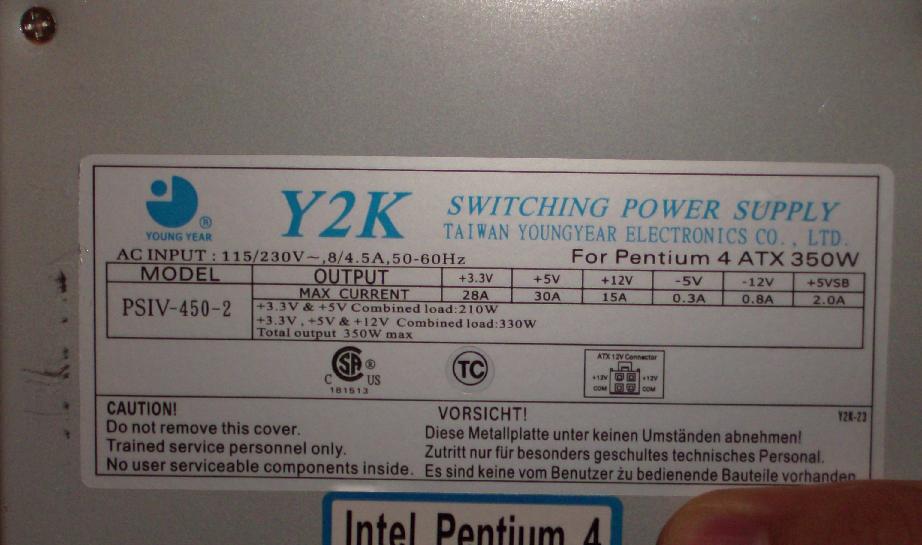 YOUNG YEAR ®
Y2K
SWITCHING POWER SUPPLY
TAIWAN YOUNGYEAR ELECTRONICS CO., LTD.
AC INPUT : 115/230V~,8/4.5A,50-60Hz
For Pentium 4 ATX 350W
MODEL OUTPUT +3.3V +5V +12V -5V -12V +5VSB
MAX CURRENT 28A 30A 15A 0.3A 0.8A 2.0A
PSIV-450-2
+3.3V & +5V Combined load:210W
+3.3V , +5V & +12V Combined load:330W
Total output 350W max
C SA ® US
181513
TC
ATX 12V Connector
+12V +12V
COM COM
CAUTION!
Do not remove this cover.
Trained service personnel only.
No user serviceable components inside.
VORSICHT!
Y2K-23
Diese Metallplatte unter keinen Umständen abnehmen!
Zutritt nur für besonders geschultes technisches Personal.
Es sind keine vom Benutzer zu bedienende Bauteile vorhanden
Intel Pentium 4